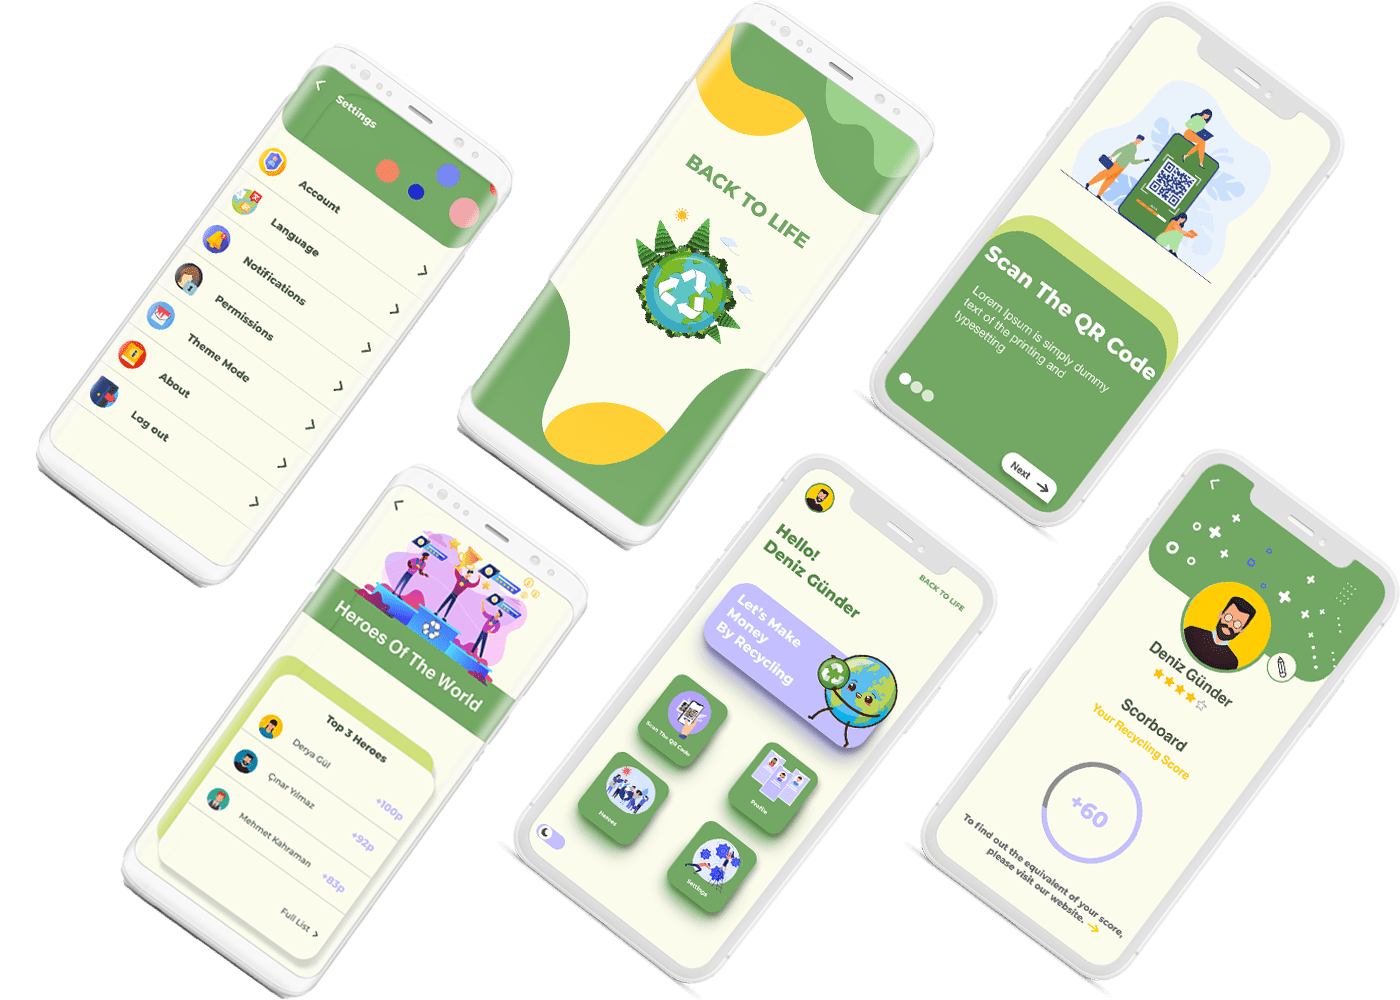 Settings
Account
Language
Notifications
Permissions
Theme Mode
About
Log out
BACK TO LIFE
Scan The QR Code
Lorem Ipsum is simply dummy
text of the printing and
typesetting
Next
Heroes Of The World
Top 3 Heroes
Derya Gül
+100p
Çınar Yılmaz
+92p
Mehmet Kahraman
+83p
Full List
Hello!
Deniz Günder
BACK TO LIFE
Let's Make
Money
By Recycling
Scan The QR Code
Profile
Heroes
Settings
Deniz Günder
Scorboard
Your Recycling Score
+60
To find out the equivalent of your score,
please visit our
website.